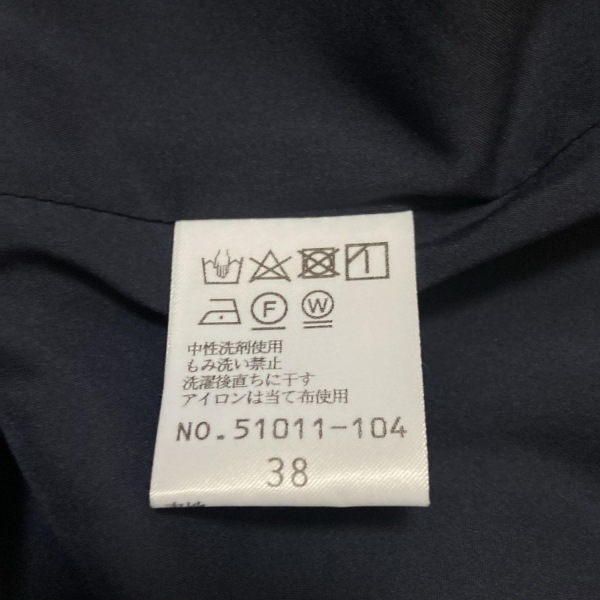 F W
中性洗剤使用
もみ洗い禁止
洗濯後直ちに干す
アイロンは当て布使用
NO.51011-104
38